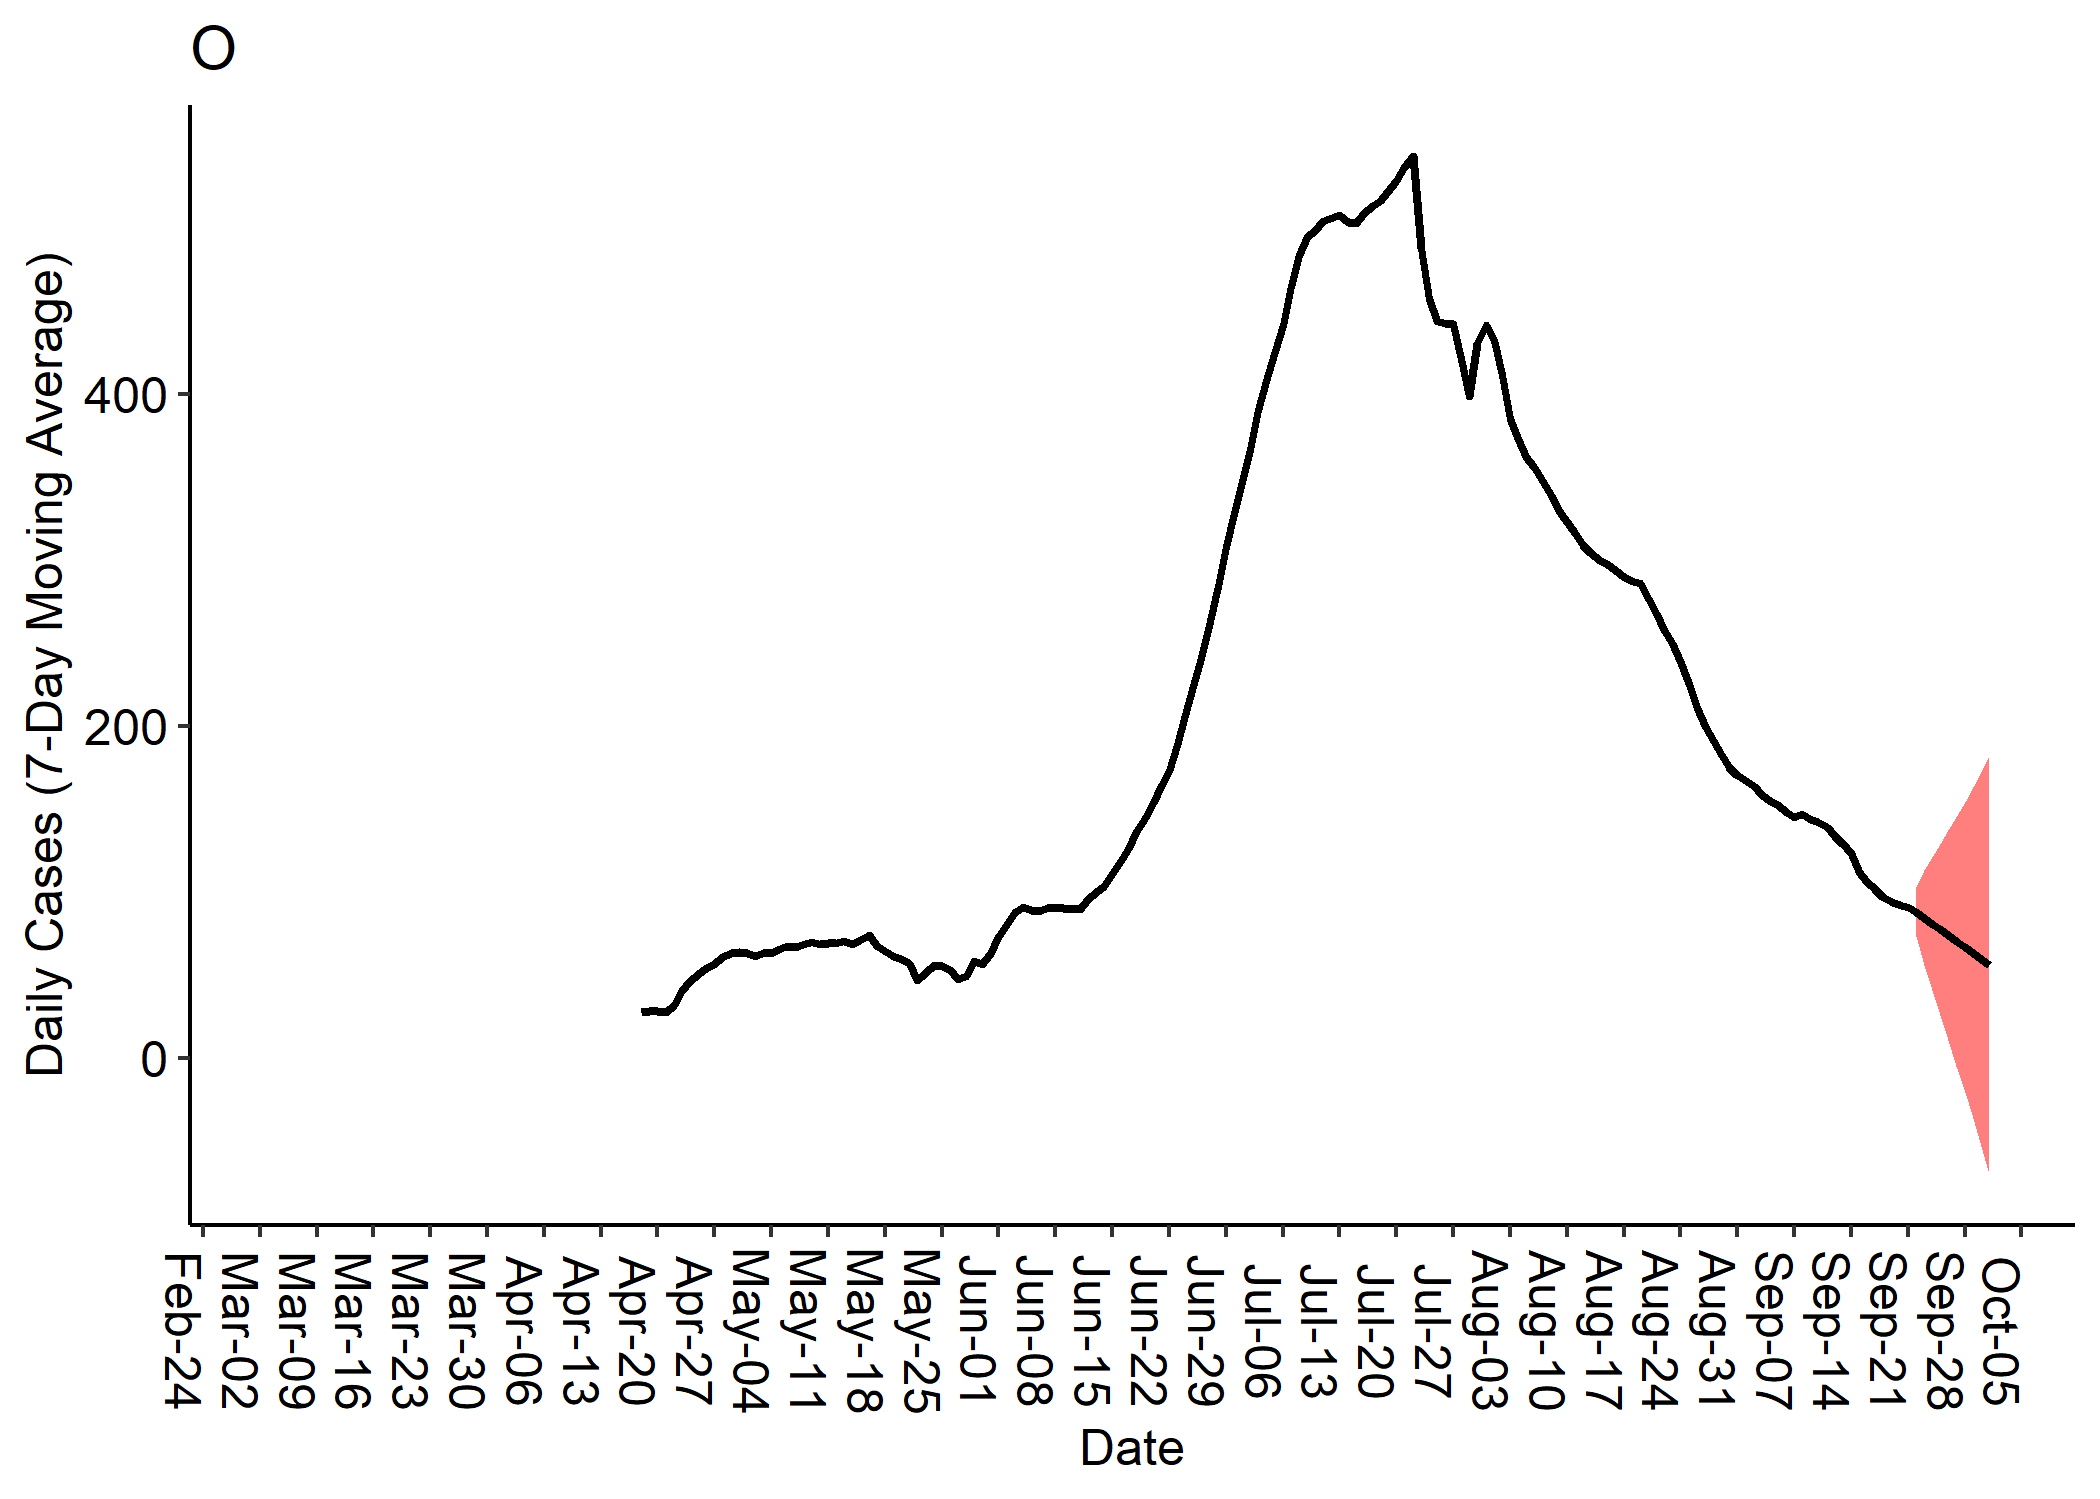 O
Daily Cases (7-Day Moving Average)
400
200
0
Feb-24
Mar-02
Mar-09
Mar-16
Mar-23
Mar-30
Apr-06
Apr-13
Apr-20
Apr-27
May-04
May-11
May-18
May-25
Jun-01
Jun-08
Jun-15
Jun-22
Jun-29
Jul-06
Jul-13
Jul-20
Jul-27
Aug-03
Aug-10
Aug-17
Aug-24
Aug-31
Sep-07
Sep-14
Sep-21
Sep-28
Oct-05
Date